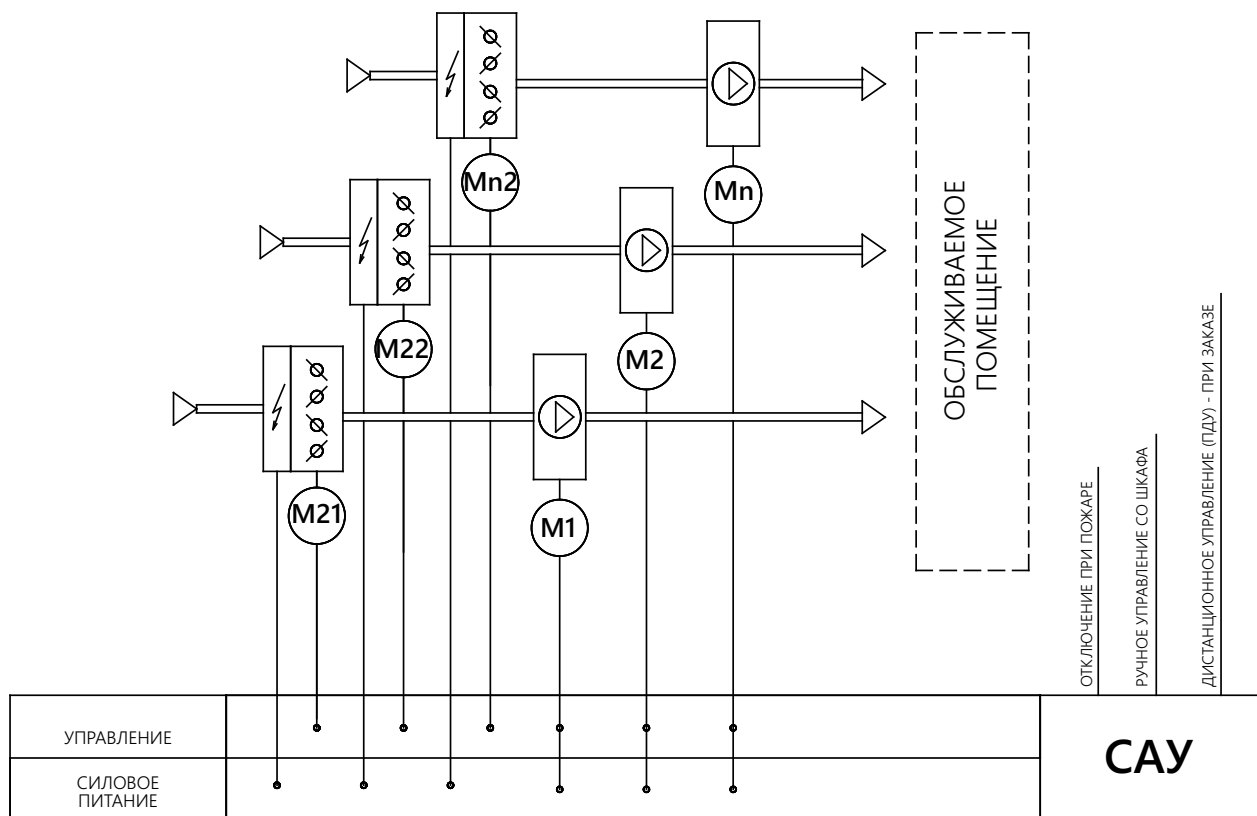 Mn2
Mn
M22
M2
M21
M1
ОБСЛУЖИВАЕМОЕ
ПОМЕЩЕНИЕ
ОТКЛЮЧЕНИЕ ПРИ ПОЖАРЕ
РУЧНОЕ УПРАВЛЕНИЕ СО ШКАФА
ДИСТАНЦИОННОЕ УПРАВЛЕНИЕ (ПДУ) - ПРИ ЗАКАЗЕ
УПРАВЛЕНИЕ
СИЛОВОЕ
ПИТАНИЕ
САУ